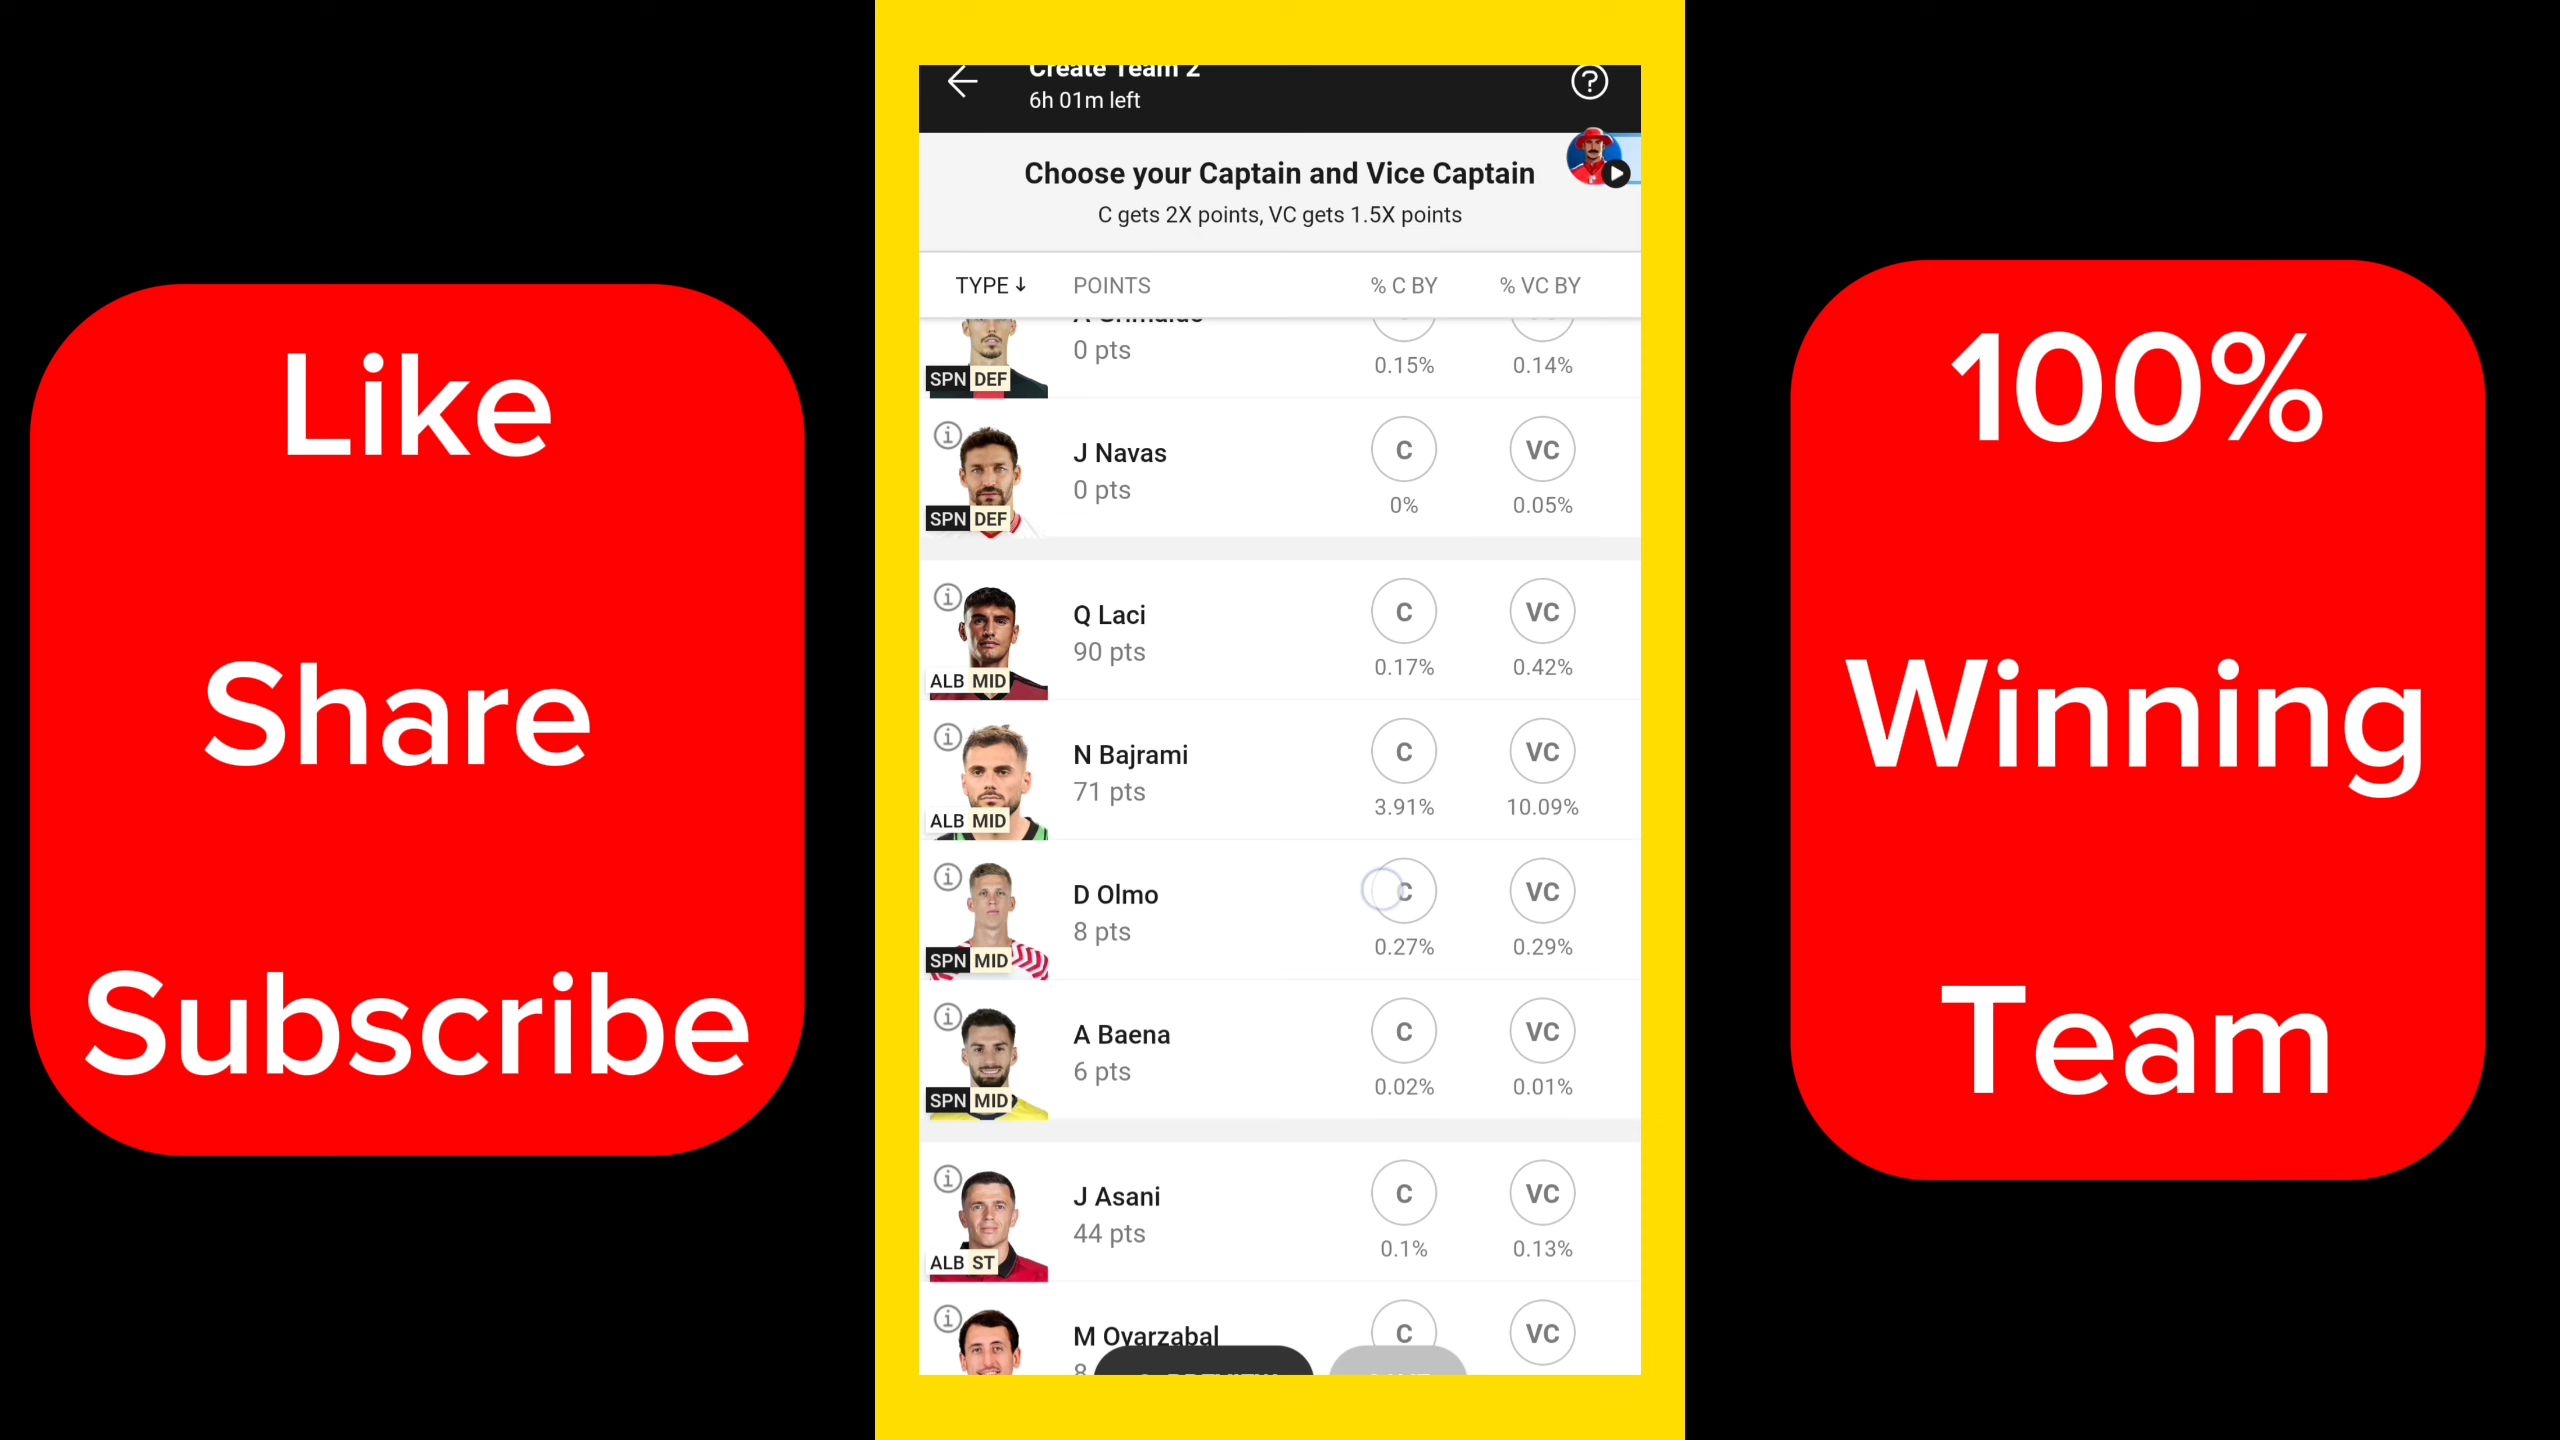 Like
Share
Subscribe
Create Team 2
6h 01m left
Choose your Captain and Vice Captain
C gets 2X points, VC gets 1.5X points
TYPE ↓ POINTS % C BY % VC BY
A Grimaldo
0 pts
0.15% 0.14%
SPN DEF
J Navas C VC
0 pts
0% 0.05%
SPN DEF
Q Laci C VC
90 pts
0.17% 0.42%
ALB MID
N Bajrami C VC
71 pts
3.91% 10.09%
ALB MID
D Olmo C VC
8 pts
0.27% 0.29%
SPN MID
A Baena C VC
6 pts
0.02% 0.01%
SPN MID
J Asani C VC
44 pts
0.1% 0.13%
ALB ST
M Oyarzabal C VC
100%
Winning
Team